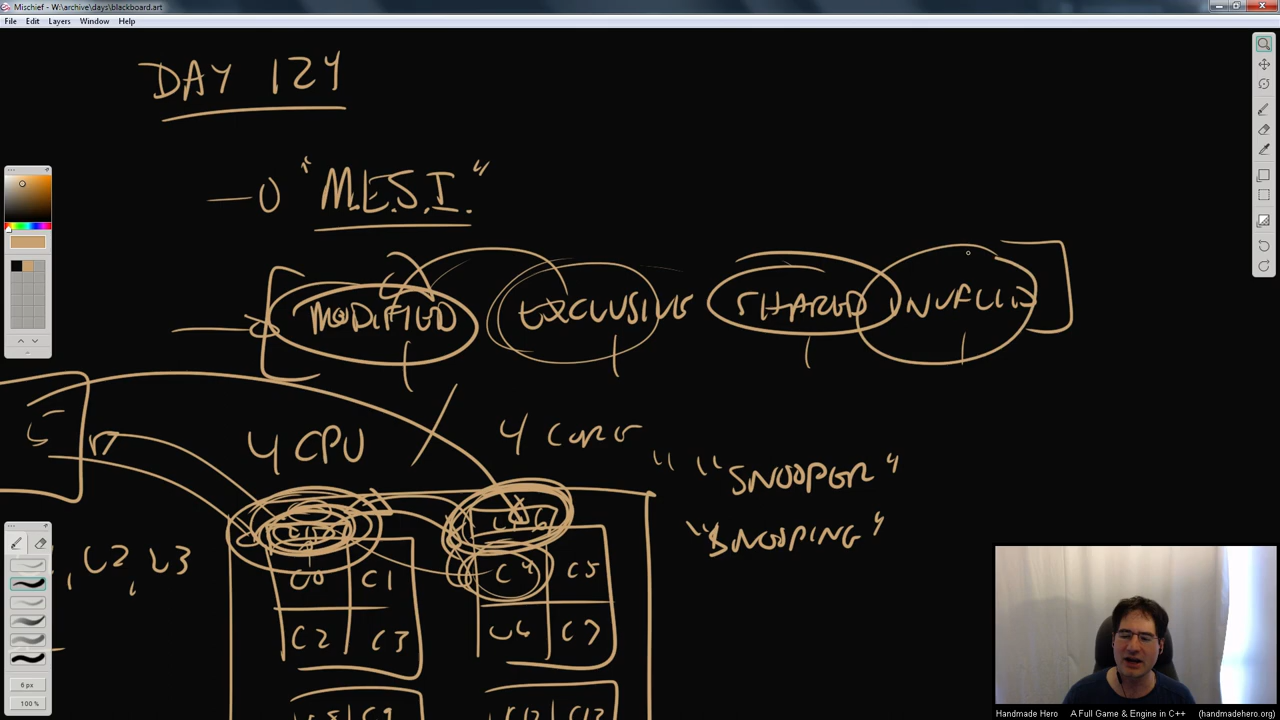 Mischief - W:\archive\days\blackboard.art
File Edit Layers Window Help
DAY 124
"M.E.S.I."
MODIFIED EXCLUSIVE SHARED INVALID
4 CPU / 4 CORE
"SNOOPER"
"SNOOPING"
, L2, L3
C0 C1 C4 C5
C2 C3 C6 C7
6 px
100 %
Handmade Hero A Full Game & Engine in C++ (handmadehero.org)